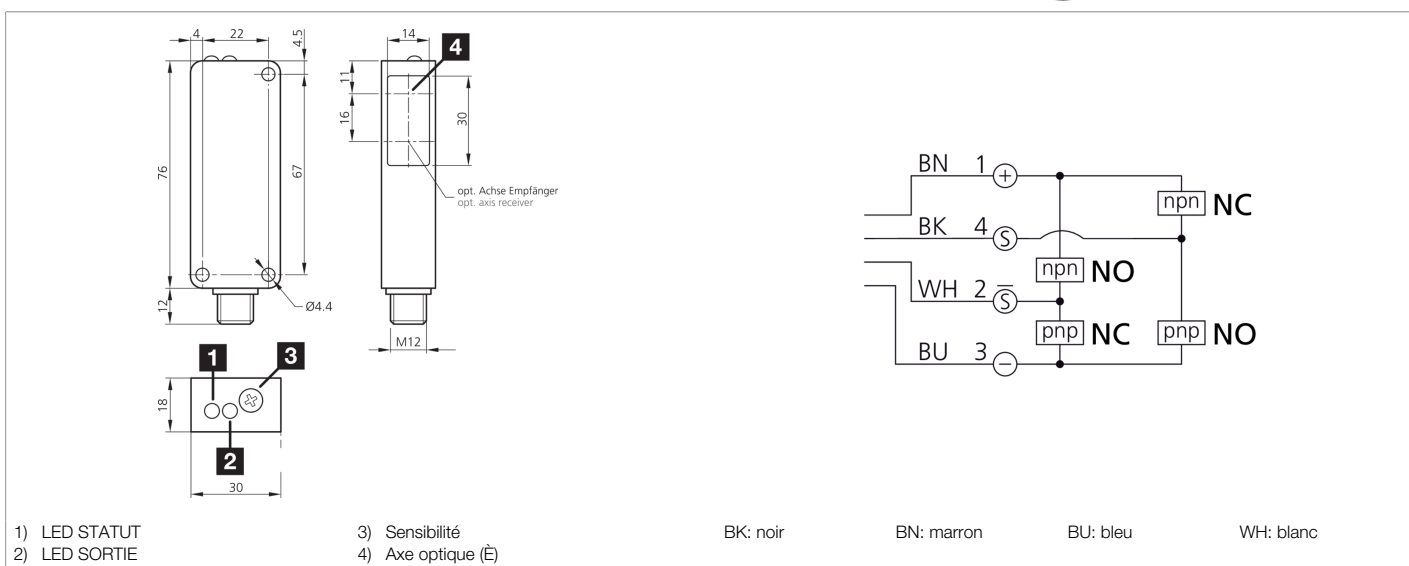 4 22 4.5
76
67
12
Ø4.4
14
4
11
16
30
opt. Achse Empfänger
opt. axis receiver
M12
1
3
18
2
30
BN 1 +
npn NC
BK 4 S
npn NO
WH 2 S̅
pnp NC pnp NO
BU 3 −
1) LED STATUT
2) LED SORTIE
3) Sensibilité
4) Axe optique (È)
BK: noir BN: marron BU: bleu WH: blanc